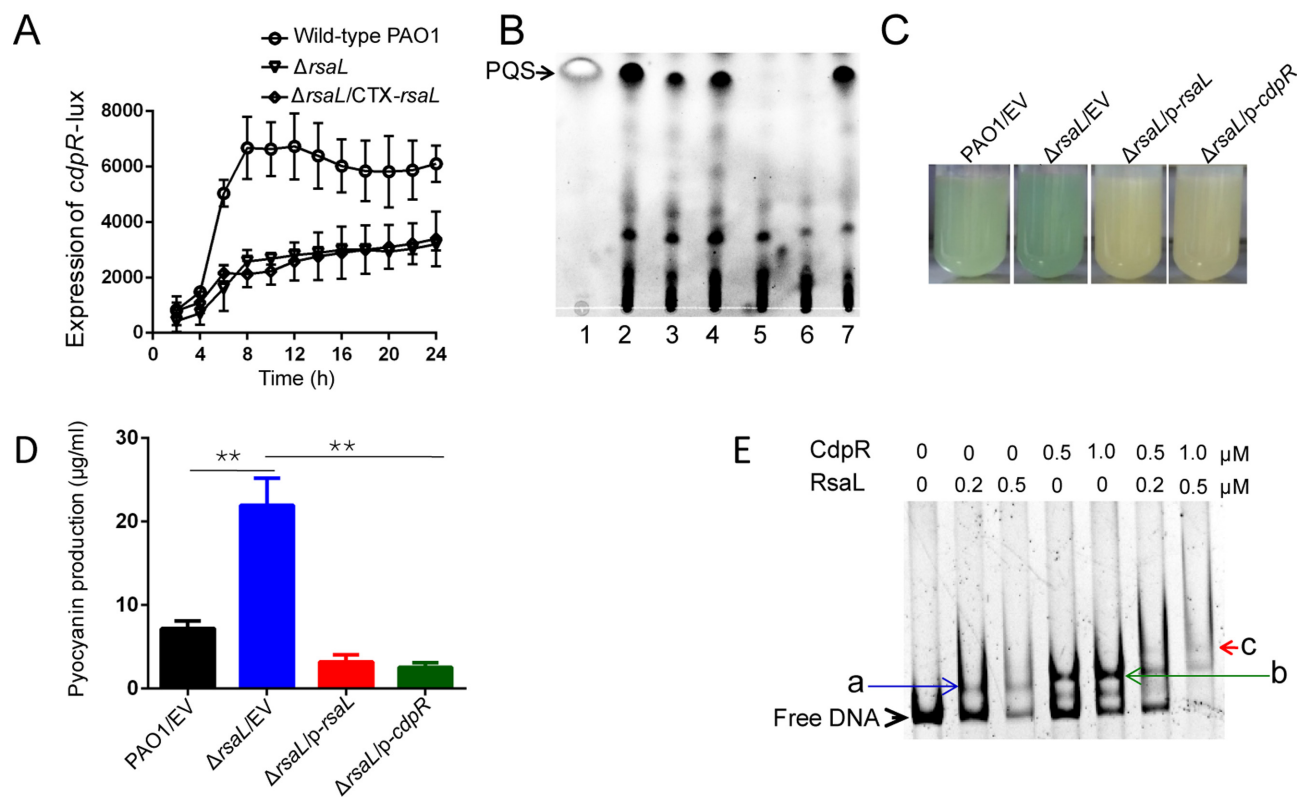 A
Wild-type PAO1
ΔrsaL
ΔrsaL/CTX-rsaL
Expression of cdpR-lux
8000
6000
4000
2000
0
0 4 8 12 16 20 24
Time (h)
B
PQS
1 2 3 4 5 6 7
C
PAO1/EV
ΔrsaL/EV
ΔrsaL/p-rsaL
ΔrsaL/p-cdpR
D
Pyocyanin production (µg/ml)
30
20
10
0
** **
PAO1/EV
ΔrsaL/EV
ΔrsaL/p-rsaL
ΔrsaL/p-cdpR
E
CdpR 0 0 0 0.5 1.0 0.5 1.0 µM
RsaL 0 0.2 0.5 0 0 0.2 0.5 µM
c
b
a
Free DNA